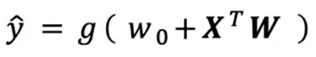 ŷ = g ( w₀ + Xᵀ W )